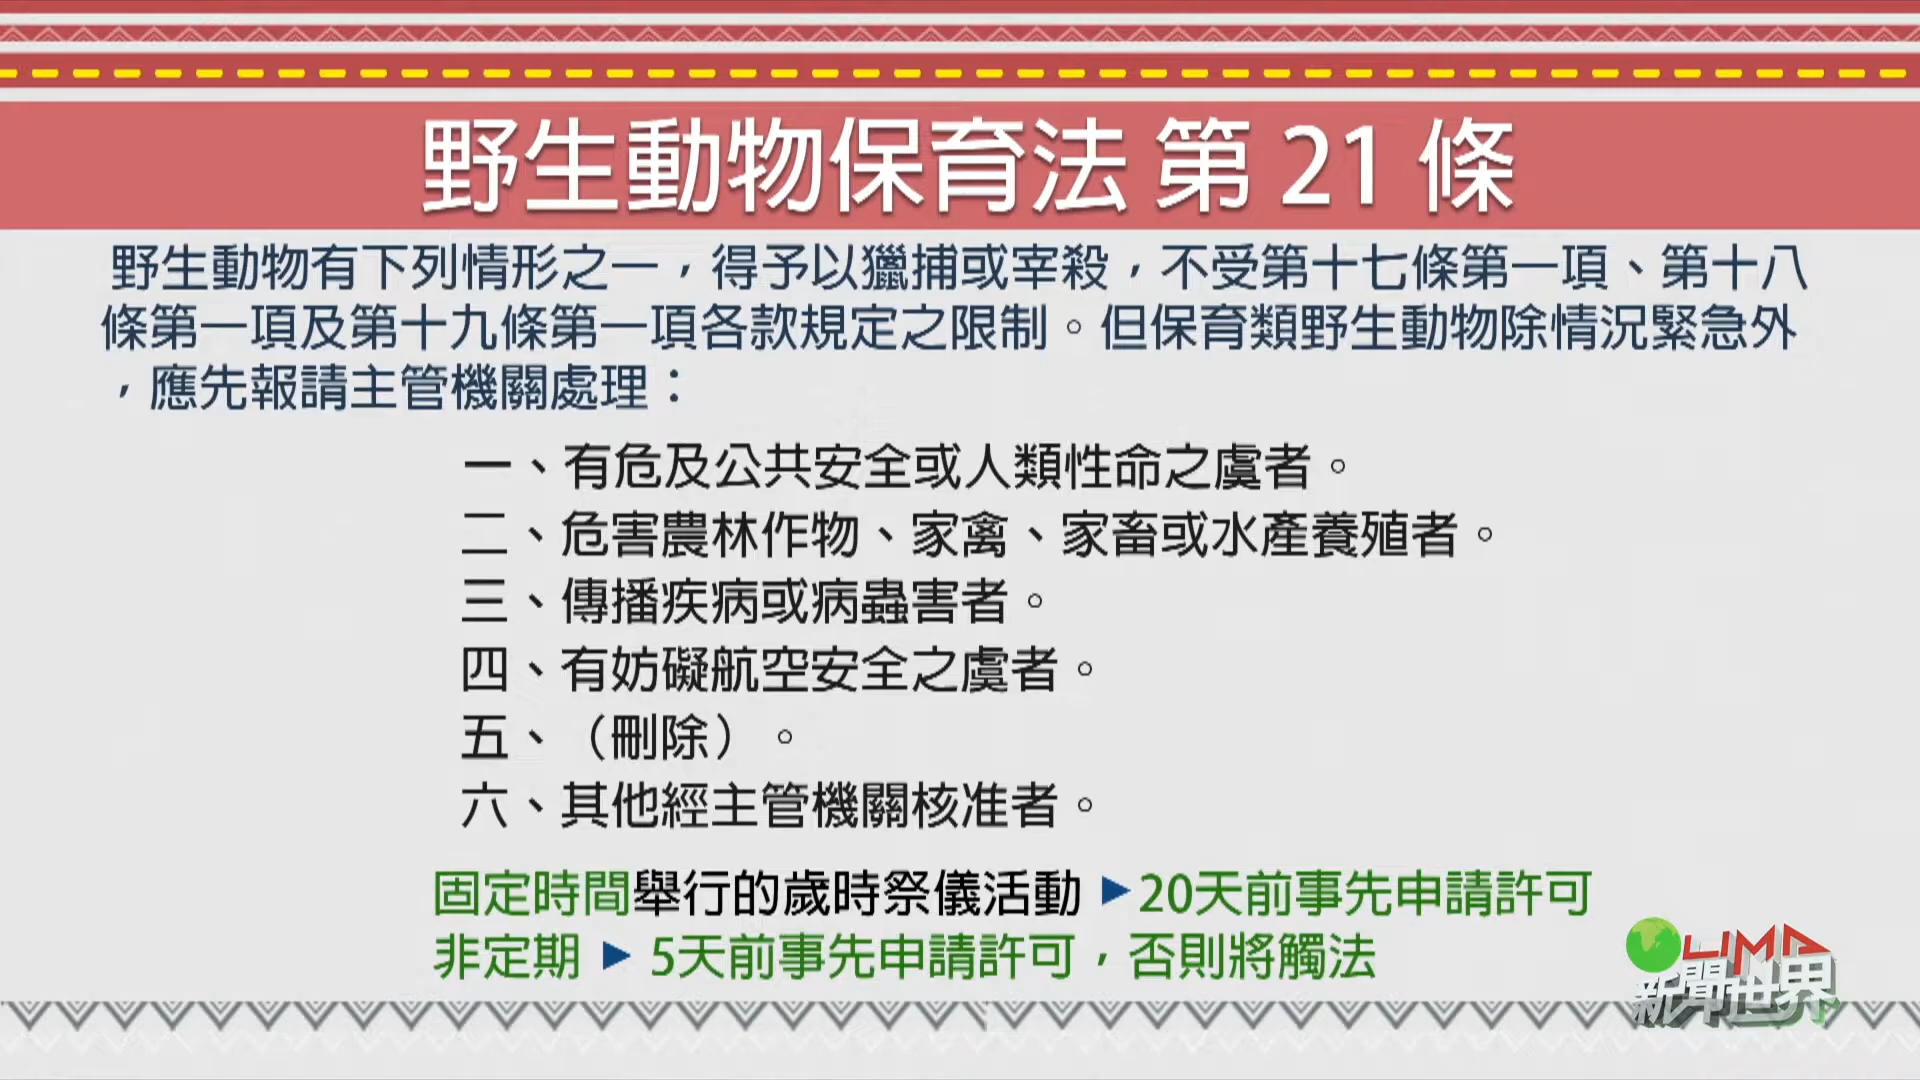 野生動物保育法 第 21 條
野生動物有下列情形之一，得予以獵捕或宰殺，不受第十七條第一項、第十八
條第一項及第十九條第一項各款規定之限制。但保育類野生動物除情況緊急外
，應先報請主管機關處理：
一、有危及公共安全或人類性命之虞者。
二、危害農林作物、家禽、家畜或水產養殖者。
三、傳播疾病或病蟲害者。
四、有妨礙航空安全之虞者。
五、（刪除）。
六、其他經主管機關核准者。
固定時間舉行的歲時祭儀活動 ▶20天前事先申請許可
非定期 ▶ 5天前事先申請許可，否則將觸法
LIMA
新聞世界